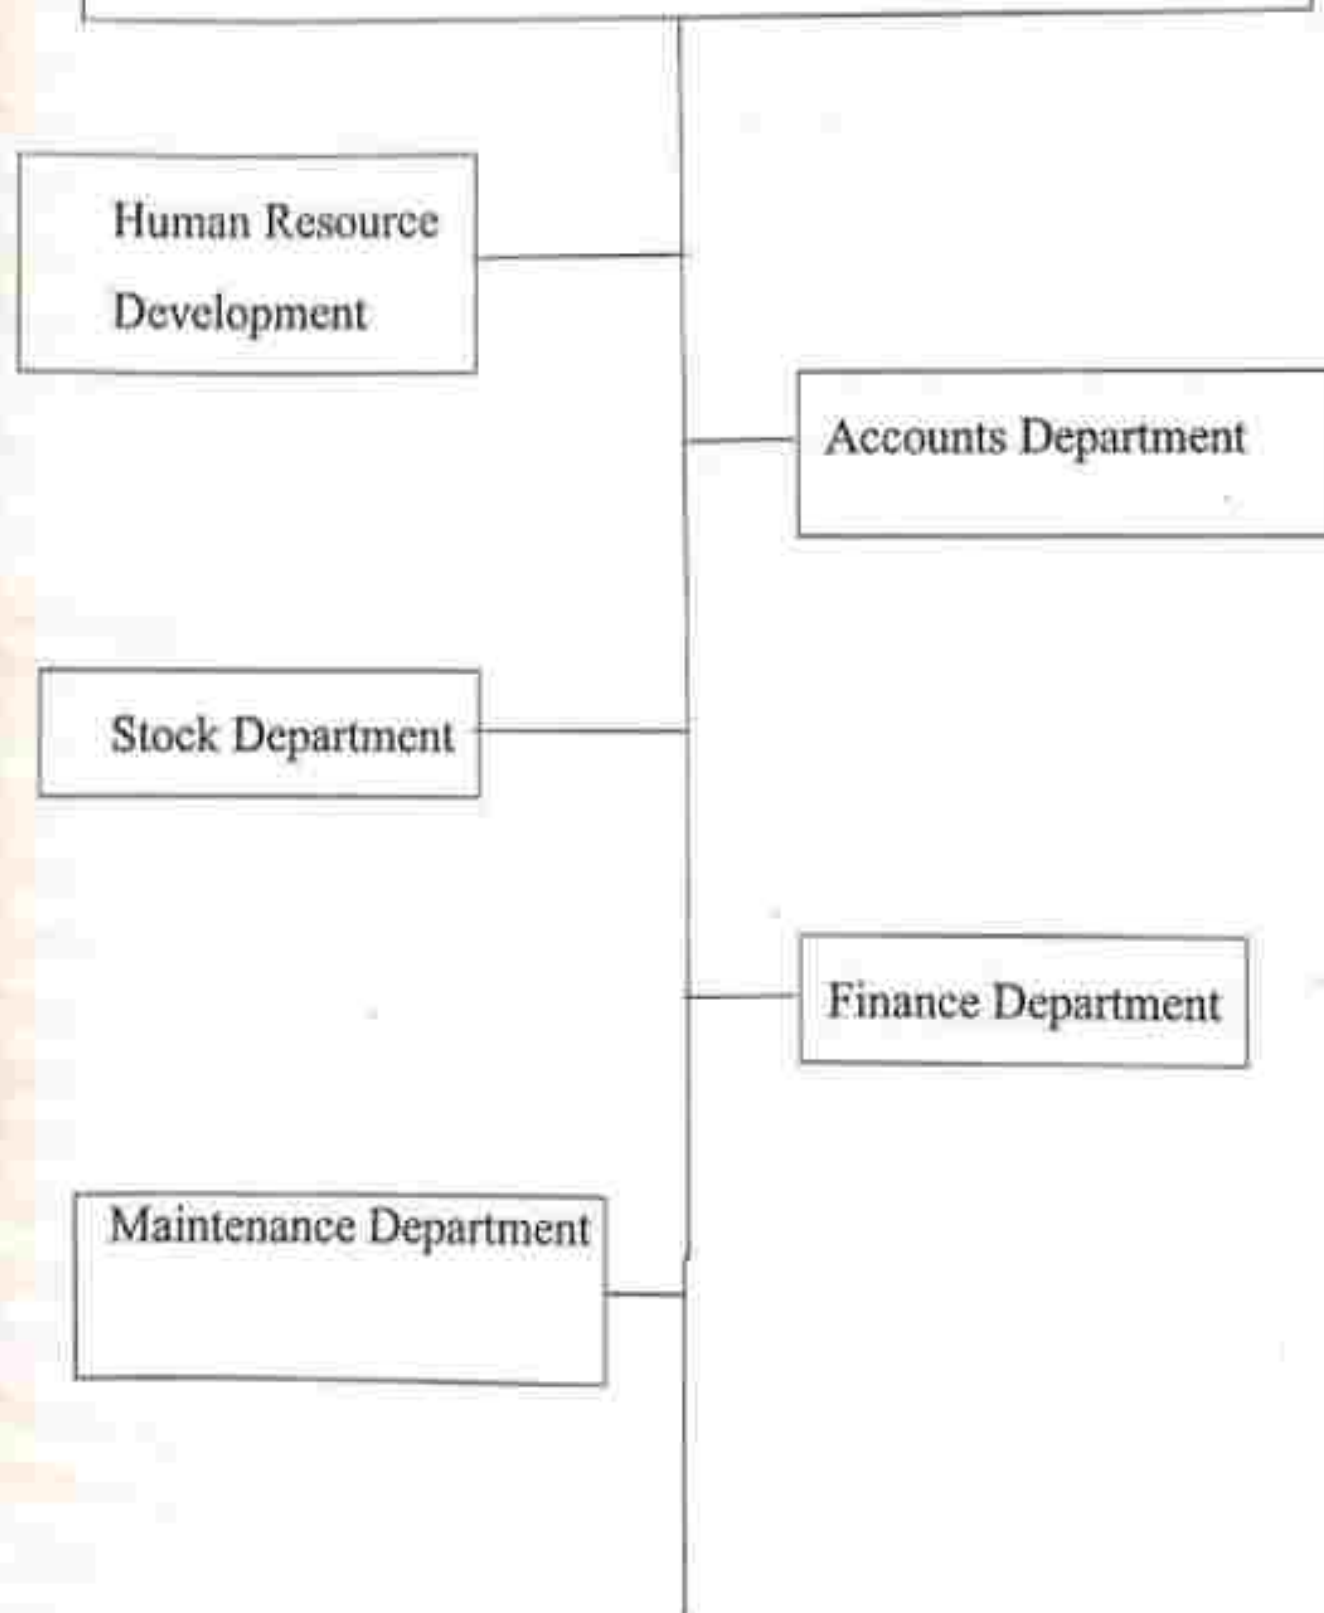 Human Resource
Development
Accounts Department
Stock Department
Finance Department
Maintenance Department